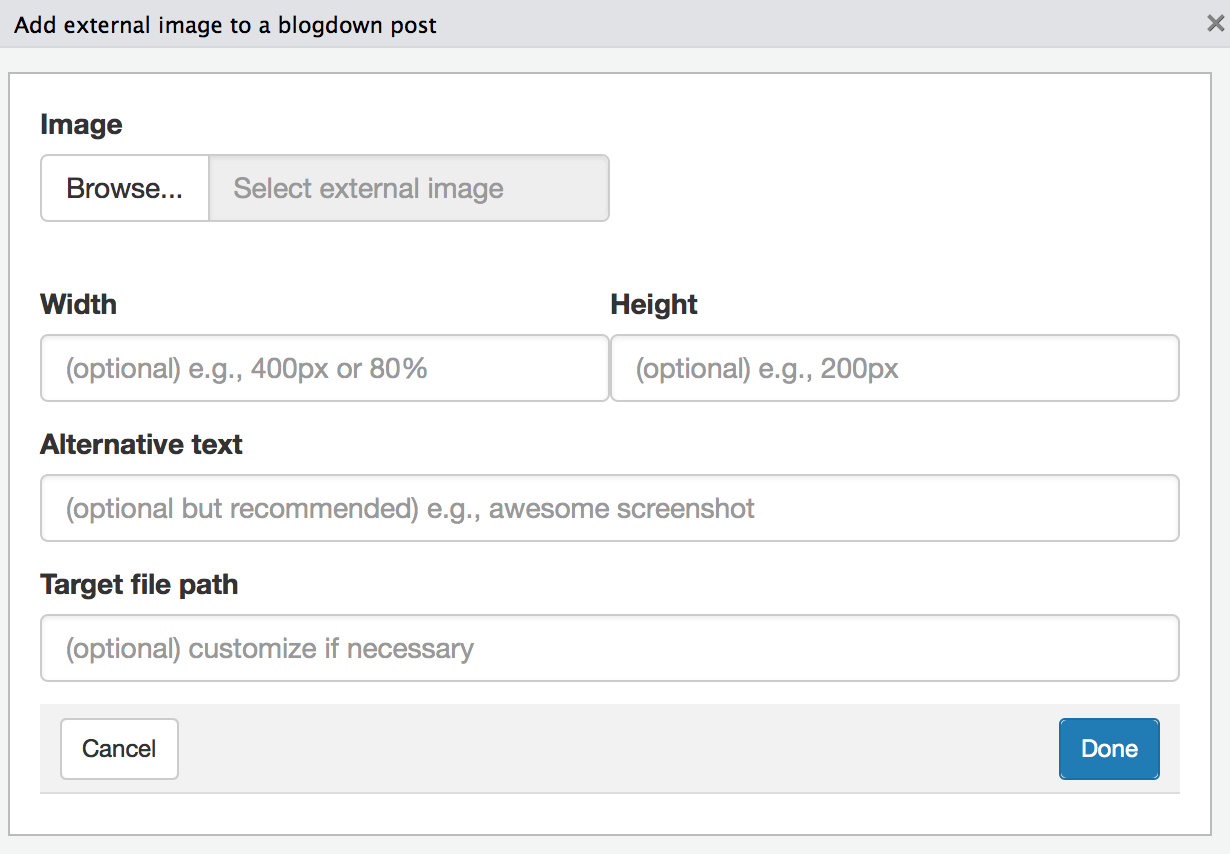 Add external image to a blogdown post
Image
Browse... Select external image
Width Height
(optional) e.g., 400px or 80% (optional) e.g., 200px
Alternative text
(optional but recommended) e.g., awesome screenshot
Target file path
(optional) customize if necessary
Cancel Done